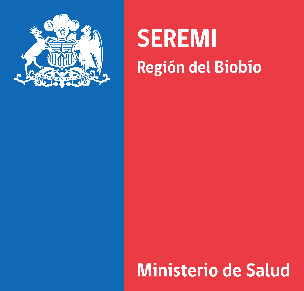 SEREMI
Región del Biobío
Ministerio de Salud